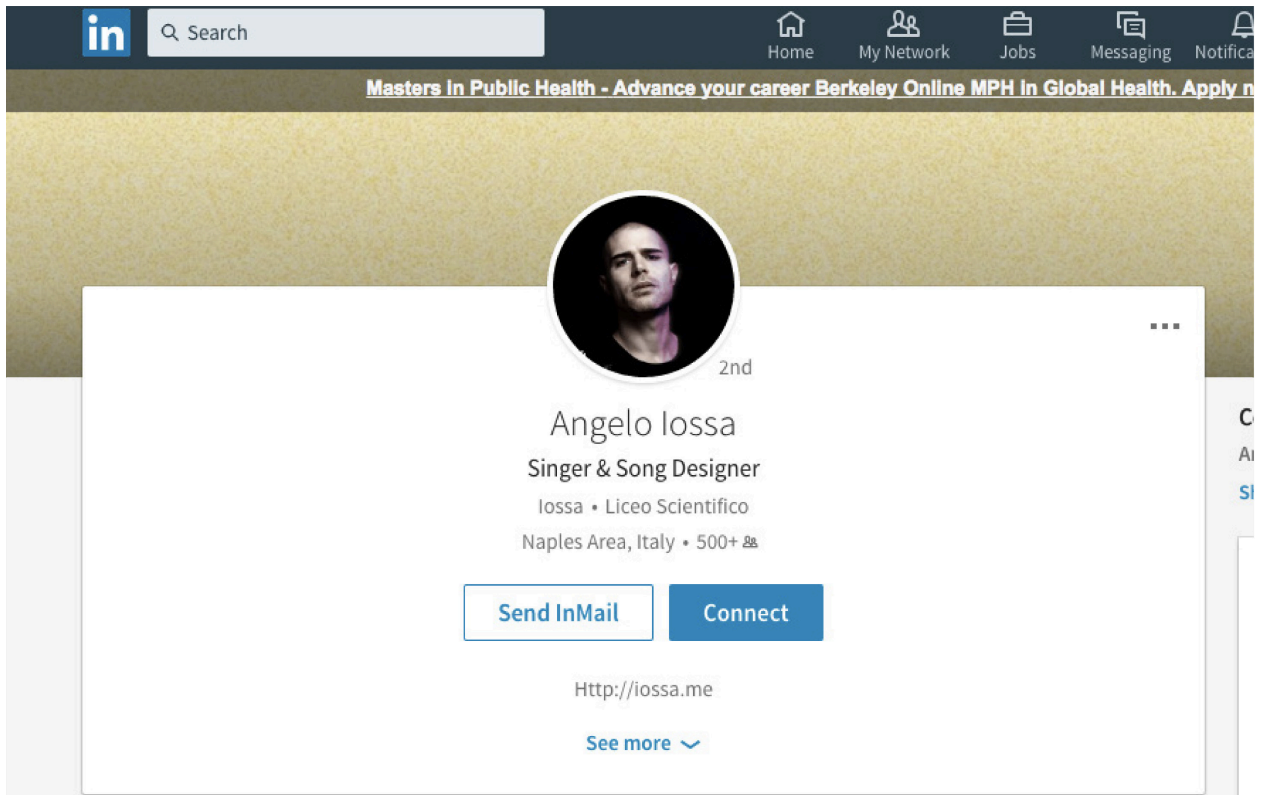 in
Search
Home
My Network
Jobs
Messaging
Notifica
Masters in Public Health - Advance your career Berkeley Online MPH in Global Health. Apply n
2nd
Angelo Iossa
Singer & Song Designer
Iossa • Liceo Scientifico
Naples Area, Italy • 500+
Send InMail
Connect
Http://iossa.me
See more